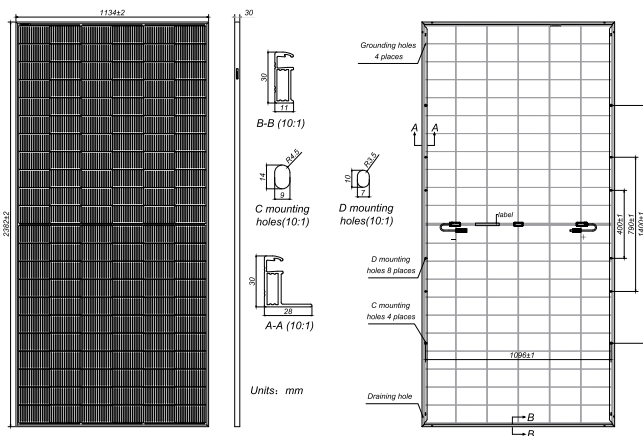 1134±2
30
2382±2
30
11
B-B (10:1)
14
R4.5
9
C mounting
holes(10:1)
10
R3.5
7
D mounting
holes(10:1)
30
28
A-A (10:1)
Units: mm
Grounding holes
4 places
A
A
label
-
+
400±1
790±1
1400±1
D mounting
holes 8 places
C mounting
holes 4 places
1096±1
Draining hole
B
B